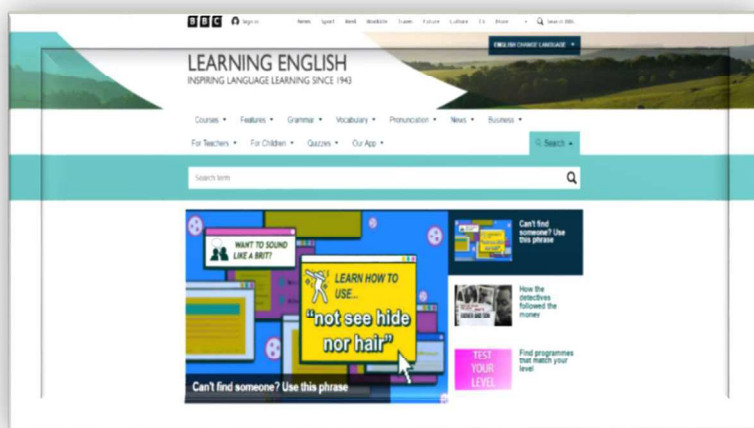 BBC Sign in News Sport Reel Worklife Travel Future Culture TV More Search BBC
ENGLISH CHANGE LANGUAGE
LEARNING ENGLISH
INSPIRING LANGUAGE LEARNING SINCE 1943
Courses Features Grammar Vocabulary Pronunciation News Business
For Teachers For Children Quizzes Our App Search
Search term
WANT TO SOUND
LIKE A BRIT?
LEARN HOW TO
USE...
"not see hide
nor hair"
Can't find someone? Use this phrase
Can't find
someone? Use
this phrase
How the
detectives
followed the
money
TEST
YOUR
LEVEL
Find programmes
that match your
level